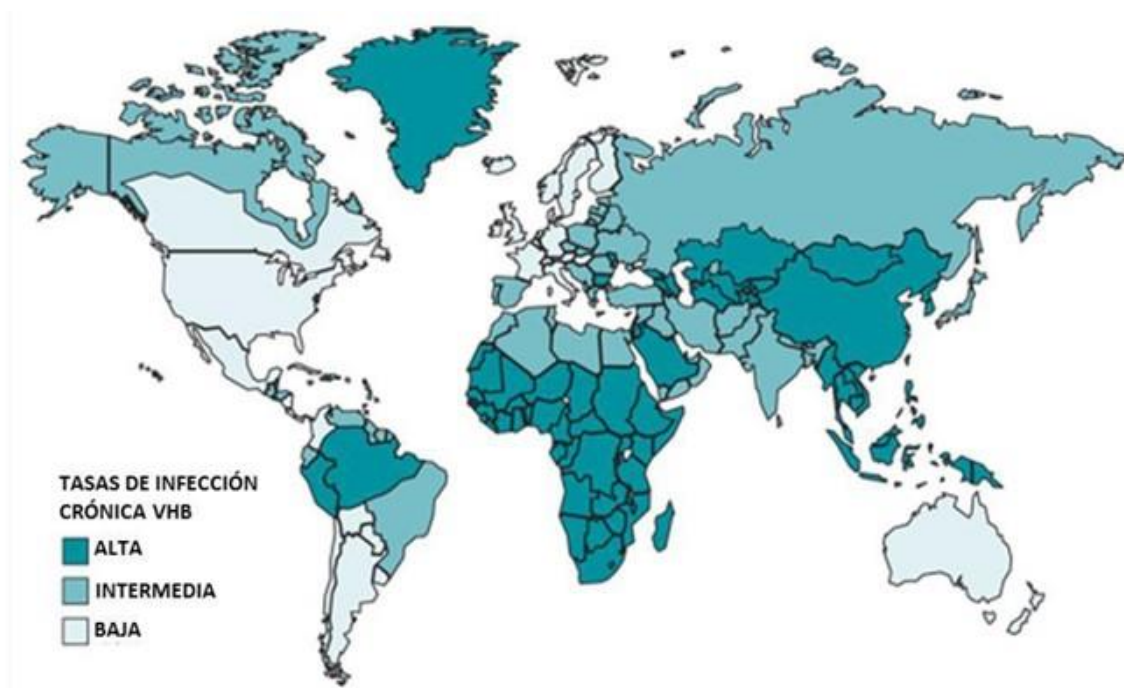 TASAS DE INFECCIÓN
CRÓNICA VHB
ALTA
INTERMEDIA
BAJA